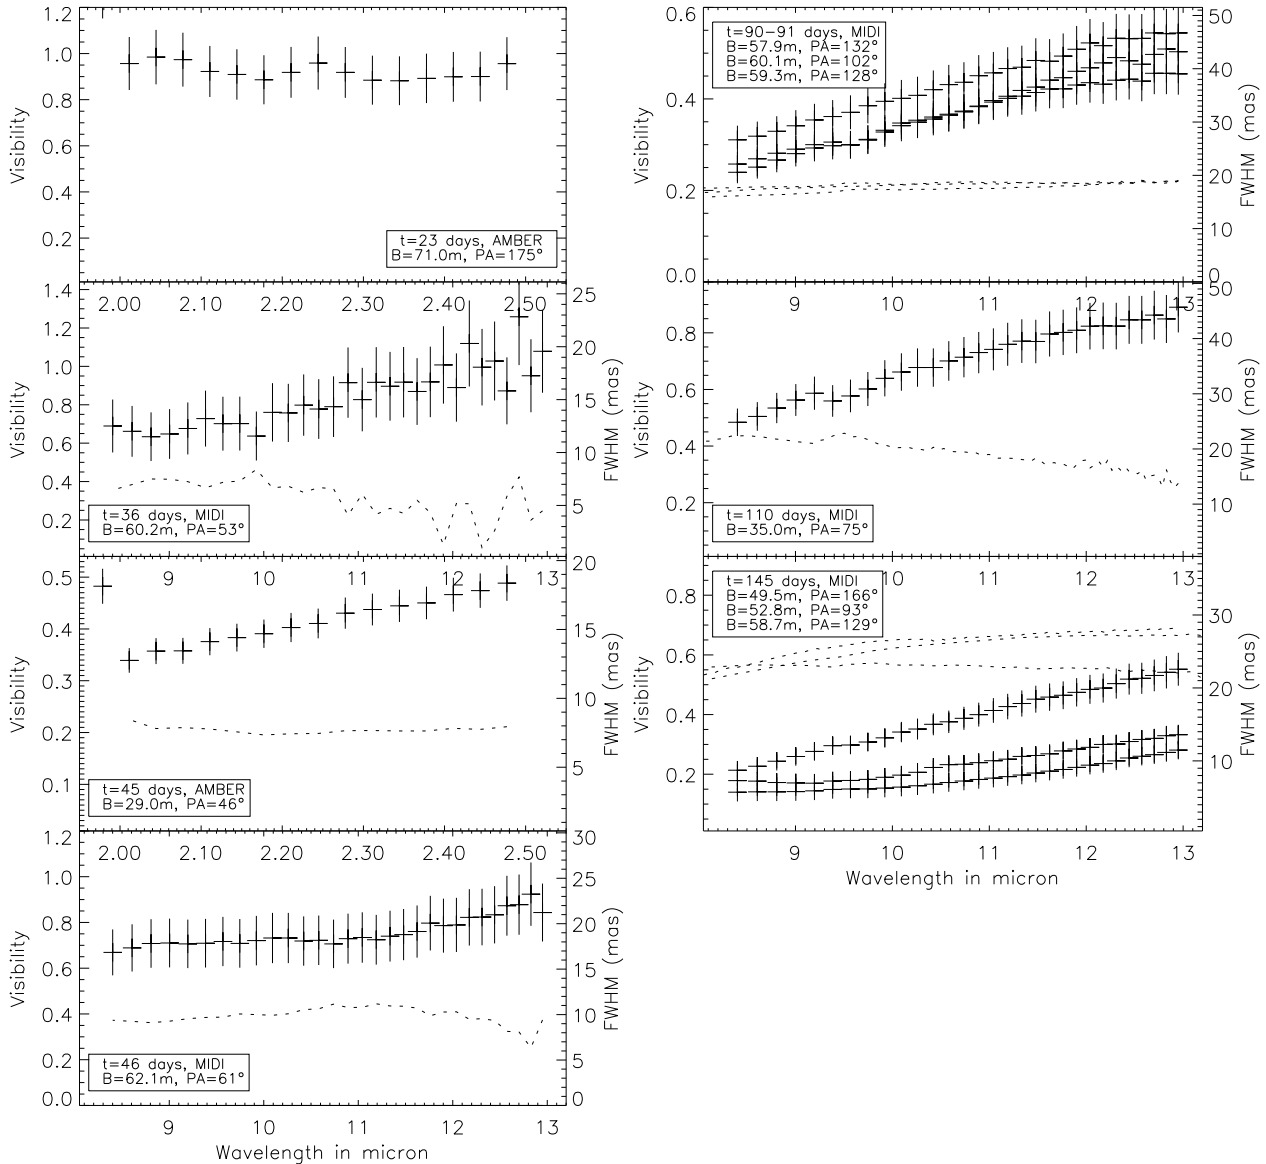 1.2
1.0
0.8
0.6
0.4
0.2
Visibility
t=23 days, AMBER
B=71.0m, PA=175°
2.00 2.10 2.20 2.30 2.40 2.50
1.4
1.2
1.0
0.8
0.6
0.4
0.2
Visibility
25
20
15
10
5
FWHM (mas)
t=36 days, MIDI
B=60.2m, PA=53°
9 10 11 12 13
0.5
0.4
0.3
0.2
0.1
Visibility
20
15
10
5
FWHM (mas)
t=45 days, AMBER
B=29.0m, PA=46°
2.00 2.10 2.20 2.30 2.40 2.50
1.2
1.0
0.8
0.6
0.4
0.2
0.0
Visibility
30
25
20
15
10
5
0
FWHM (mas)
t=46 days, MIDI
B=62.1m, PA=61°
9 10 11 12 13
Wavelength in micron
0.6
0.4
0.2
0.0
Visibility
50
40
30
20
10
0
FWHM (mas)
t=90−91 days, MIDI
B=57.9m, PA=132°
B=60.1m, PA=102°
B=59.3m, PA=128°
9 10 11 12 13
0.8
0.6
0.4
0.2
Visibility
50
40
30
20
10
FWHM (mas)
t=110 days, MIDI
B=35.0m, PA=75°
10 11 12 13
0.8
0.6
0.4
0.2
Visibility
30
20
10
FWHM (mas)
t=145 days, MIDI
B=49.5m, PA=166°
B=52.8m, PA=93°
B=58.7m, PA=129°
9 10 11 12 13
Wavelength in micron